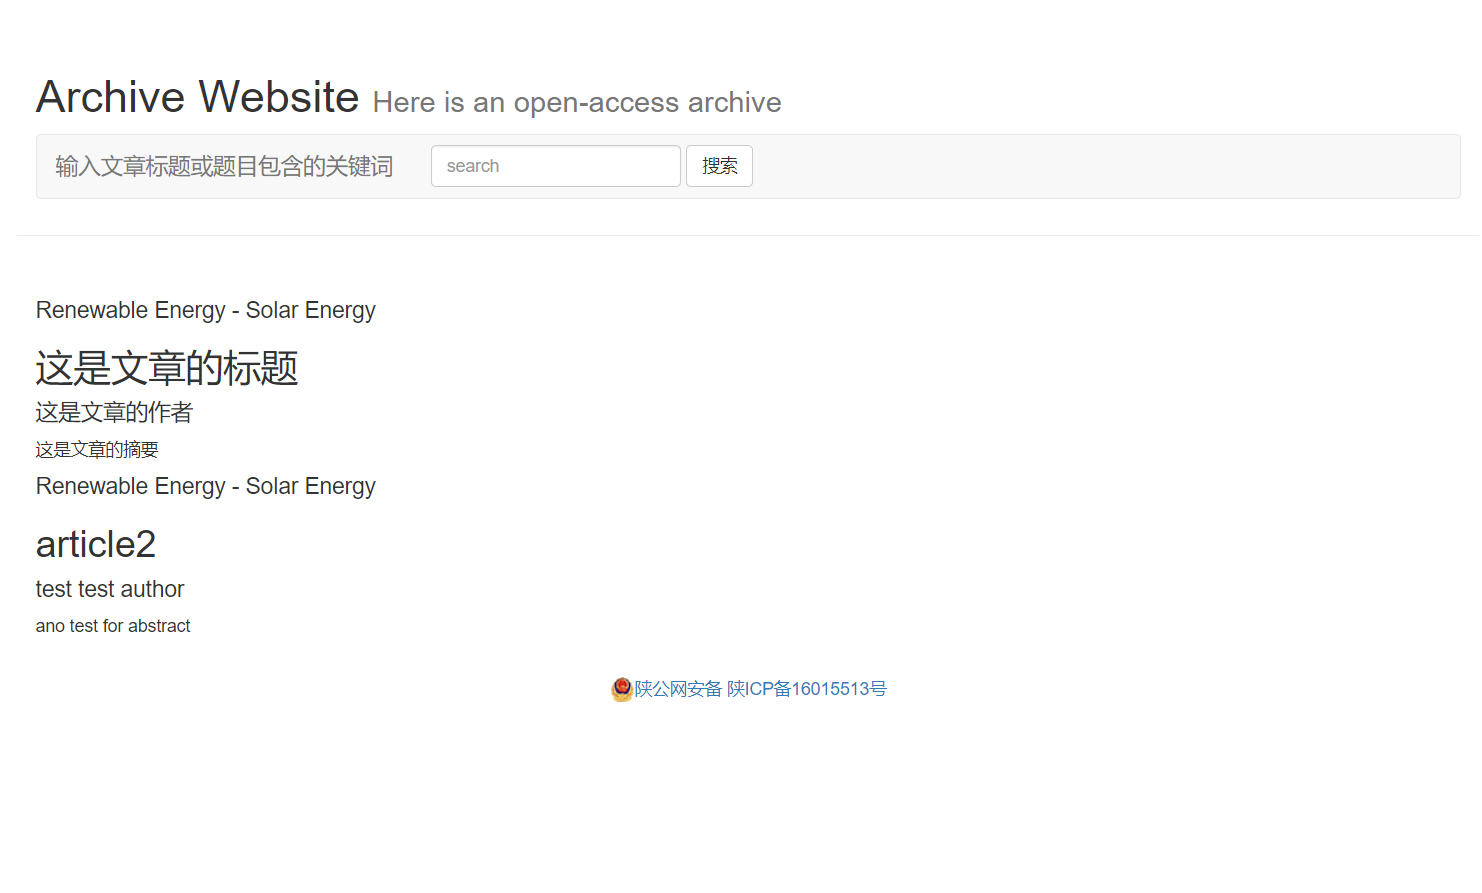 Archive Website Here is an open-access archive
输入文章标题或题目包含的关键词 search 搜索
Renewable Energy - Solar Energy
这是文章的标题
这是文章的作者
这是文章的摘要
Renewable Energy - Solar Energy
article2
test test author
ano test for abstract
陕公网安备 陕ICP备16015513号